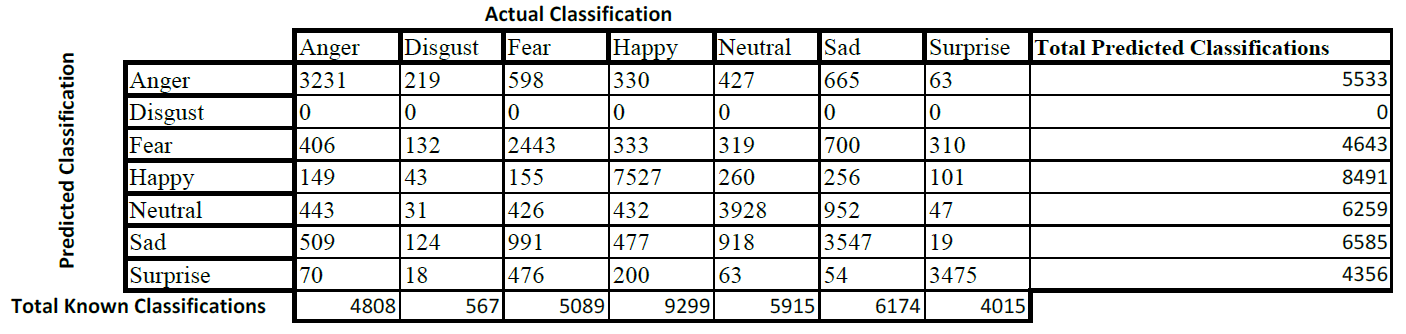 Actual Classification
Anger Disgust Fear Happy Neutral Sad Surprise Total Predicted Classifications
Predicted Classification
Anger 3231 219 598 330 427 665 63 5533
Disgust 0 0 0 0 0 0 0 0
Fear 406 132 2443 333 319 700 310 4643
Happy 149 43 155 7527 260 256 101 8491
Neutral 443 31 426 432 3928 952 47 6259
Sad 509 124 991 477 918 3547 19 6585
Surprise 70 18 476 200 63 54 3475 4356
Total Known Classifications 4808 567 5089 9299 5915 6174 4015